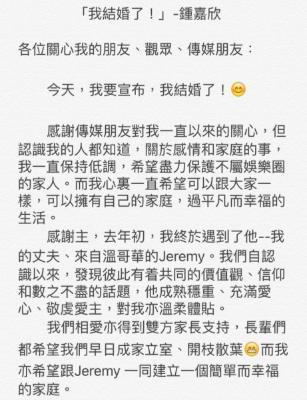 「我結婚了！」-鍾嘉欣
各位關心我的朋友、觀眾、傳媒朋友：
今天，我要宣布，我結婚了！😊
感謝傳媒朋友對我一直以來的關心，但
認識我的人都知道，關於感情和家庭的事，
我一直保持低調，希望盡力保護不屬娛樂圈
的家人。而我心裏一直希望可以跟大家一
樣，可以擁有自己的家庭，過平凡而幸福的
生活。
感謝主，去年初，我終於遇到了他--我
的丈夫、來自溫哥華的Jeremy。我們自認
識以來，發現彼此有着共同的價值觀、信仰
和數之不盡的話題，他成熟穩重、充滿愛
心、敬虔愛主，對我亦溫柔體貼。
我們相愛亦得到雙方家長支持，長輩們
都希望我們早日成家立室、開枝散葉😁而我
亦希望跟Jeremy 一同建立一個簡單而幸福
的家庭。